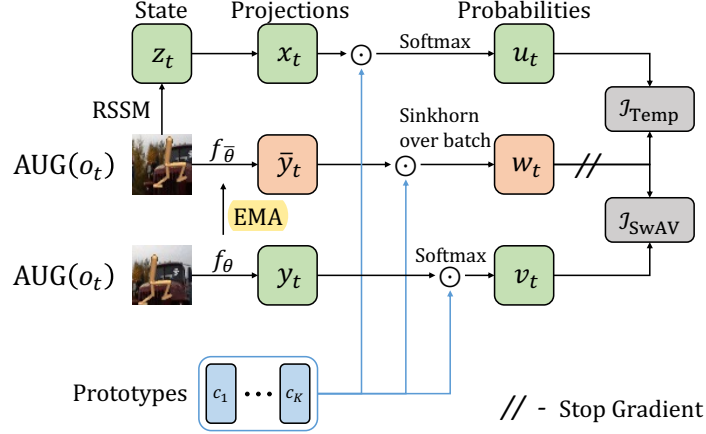 State Projections Probabilities
z_t x_t ⊙ Softmax u_t
RSSM
𝒥_Temp
AUG(o_t) f_θ̄ ȳ_t ⊙ Sinkhorn
over batch w_t
EMA
𝒥_SwAV
AUG(o_t) f_θ y_t Softmax ⊙ v_t
Prototypes c_1 ••• c_K
// - Stop Gradient